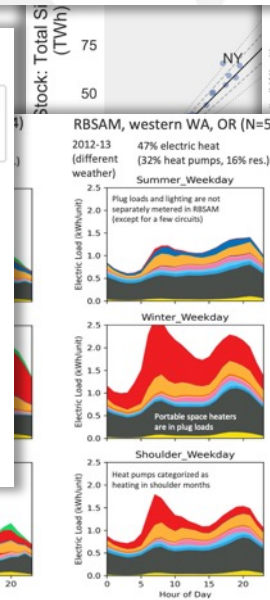 Stock: Total Si
(TWh)
75
50
NY
4)
.)
RBSAM, western WA, OR (N=5
2012-13
(different
weather)
47% electric heat
(32% heat pumps, 16% res.)
Summer_Weekday
Electric Load (kWh/unit)
2.5
2.0
1.5
1.0
0.5
0.0
Plug loads and lighting are not
separately metered in RBSAM
(except for a few circuits)
Winter_Weekday
Electric Load (kWh/unit)
2.5
2.0
1.5
1.0
0.5
0.0
Portable space heaters
are in plug loads
Shoulder_Weekday
Electric Load (kWh/unit)
2.5
2.0
1.5
1.0
0.5
0.0
Heat pumps categorized as
heating in shoulder months
20
0 5 10 15 20
Hour of Day